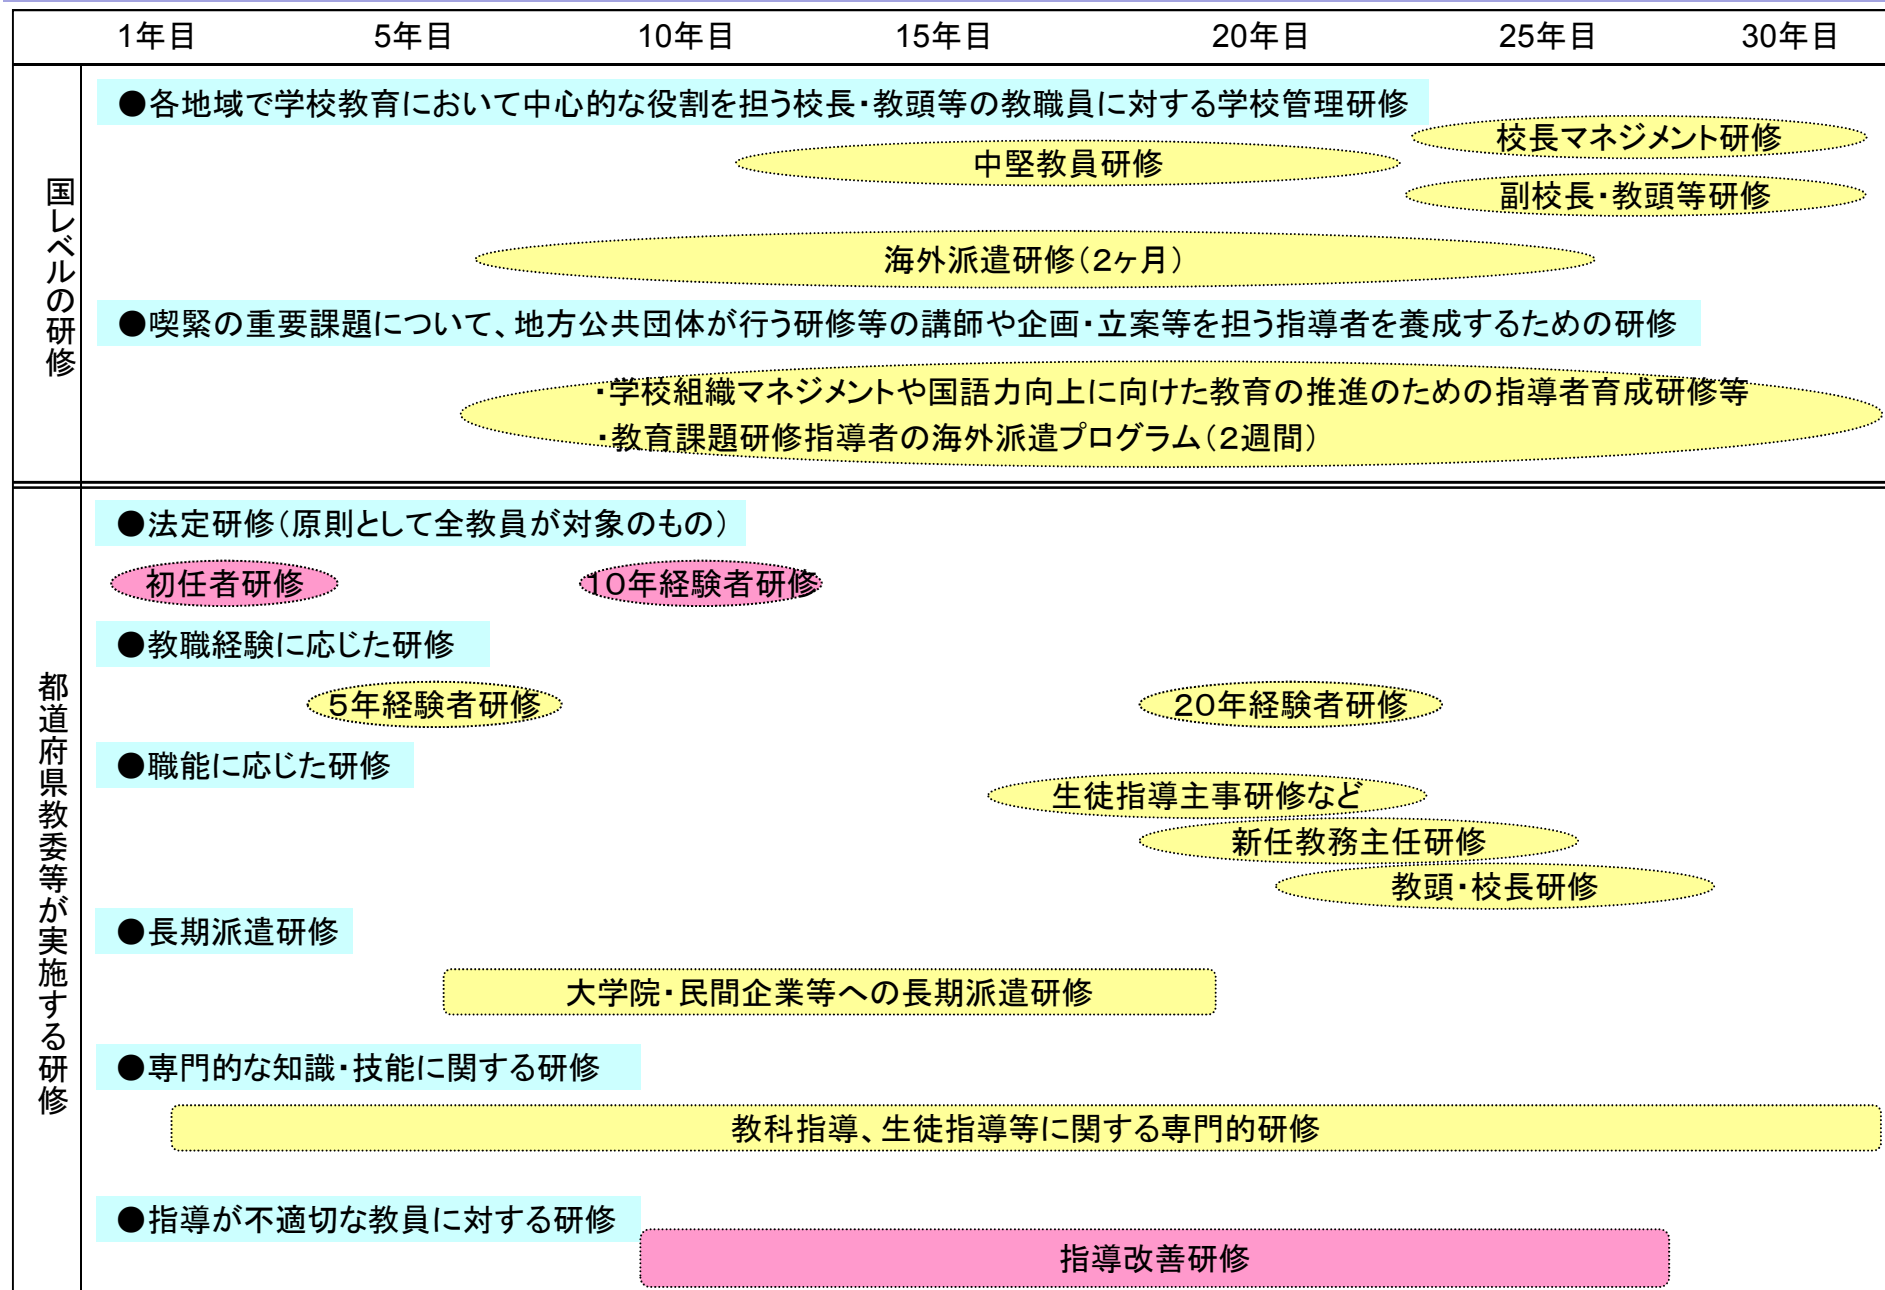 1年目 5年目 10年目 15年目 20年目 25年目 30年目
国レベルの研修
●各地域で学校教育において中心的な役割を担う校長・教頭等の教職員に対する学校管理研修
校長マネジメント研修
中堅教員研修
副校長・教頭等研修
海外派遣研修(2ヶ月)
●喫緊の重要課題について、地方公共団体が行う研修等の講師や企画・立案等を担う指導者を養成するための研修
・学校組織マネジメントや国語力向上に向けた教育の推進のための指導者育成研修等
・教育課題研修指導者の海外派遣プログラム(2週間)
都道府県教委等が実施する研修
●法定研修(原則として全教員が対象のもの)
初任者研修 10年経験者研修
●教職経験に応じた研修
5年経験者研修 20年経験者研修
●職能に応じた研修
生徒指導主事研修など
新任教務主任研修
教頭・校長研修
●長期派遣研修
大学院・民間企業等への長期派遣研修
●専門的な知識・技能に関する研修
教科指導、生徒指導等に関する専門的研修
●指導が不適切な教員に対する研修
指導改善研修